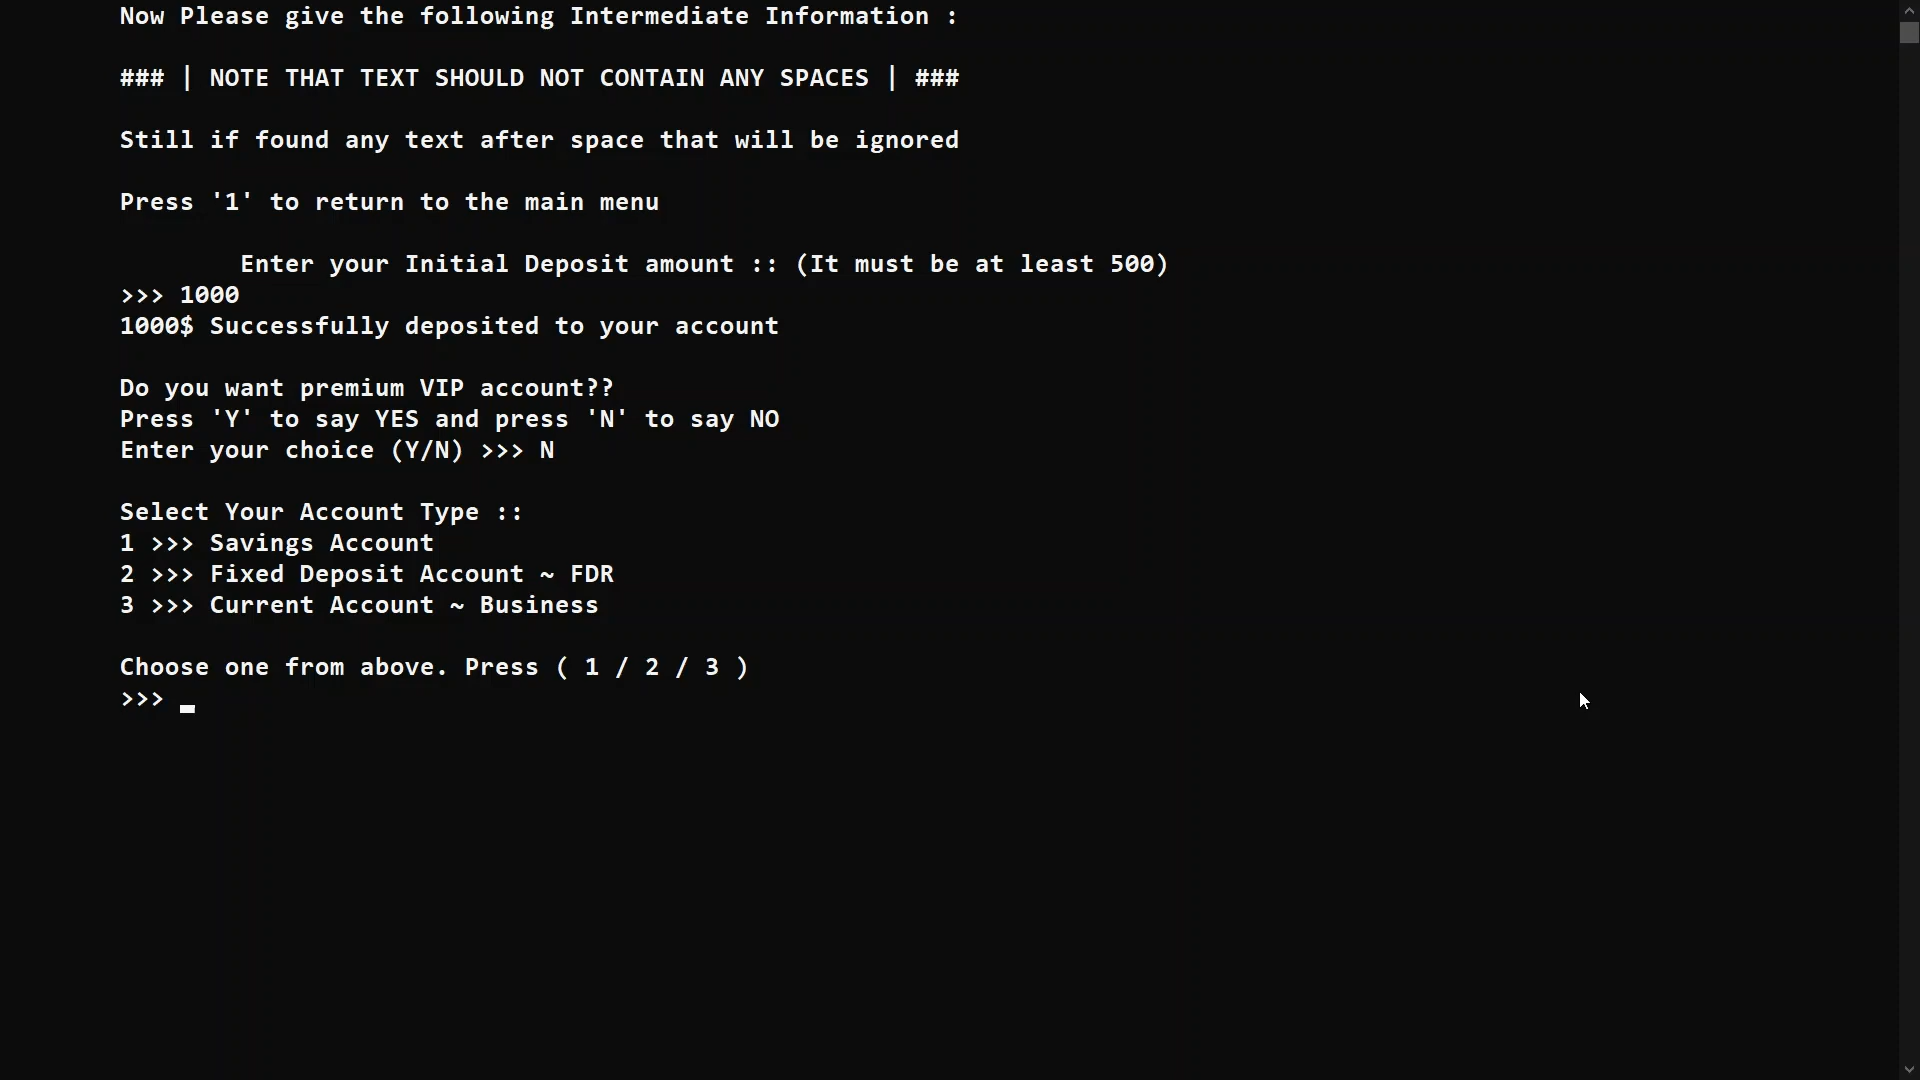 Now Please give the following Intermediate Information :
### | NOTE THAT TEXT SHOULD NOT CONTAIN ANY SPACES | ###
Still if found any text after space that will be ignored
Press '1' to return to the main menu
Enter your Initial Deposit amount :: (It must be at least 500)
>>> 1000
1000$ Successfully deposited to your account
Do you want premium VIP account??
Press 'Y' to say YES and press 'N' to say NO
Enter your choice (Y/N) >>> N
Select Your Account Type ::
1 >>> Savings Account
2 >>> Fixed Deposit Account ~ FDR
3 >>> Current Account ~ Business
Choose one from above. Press ( 1 / 2 / 3 )
>>> _